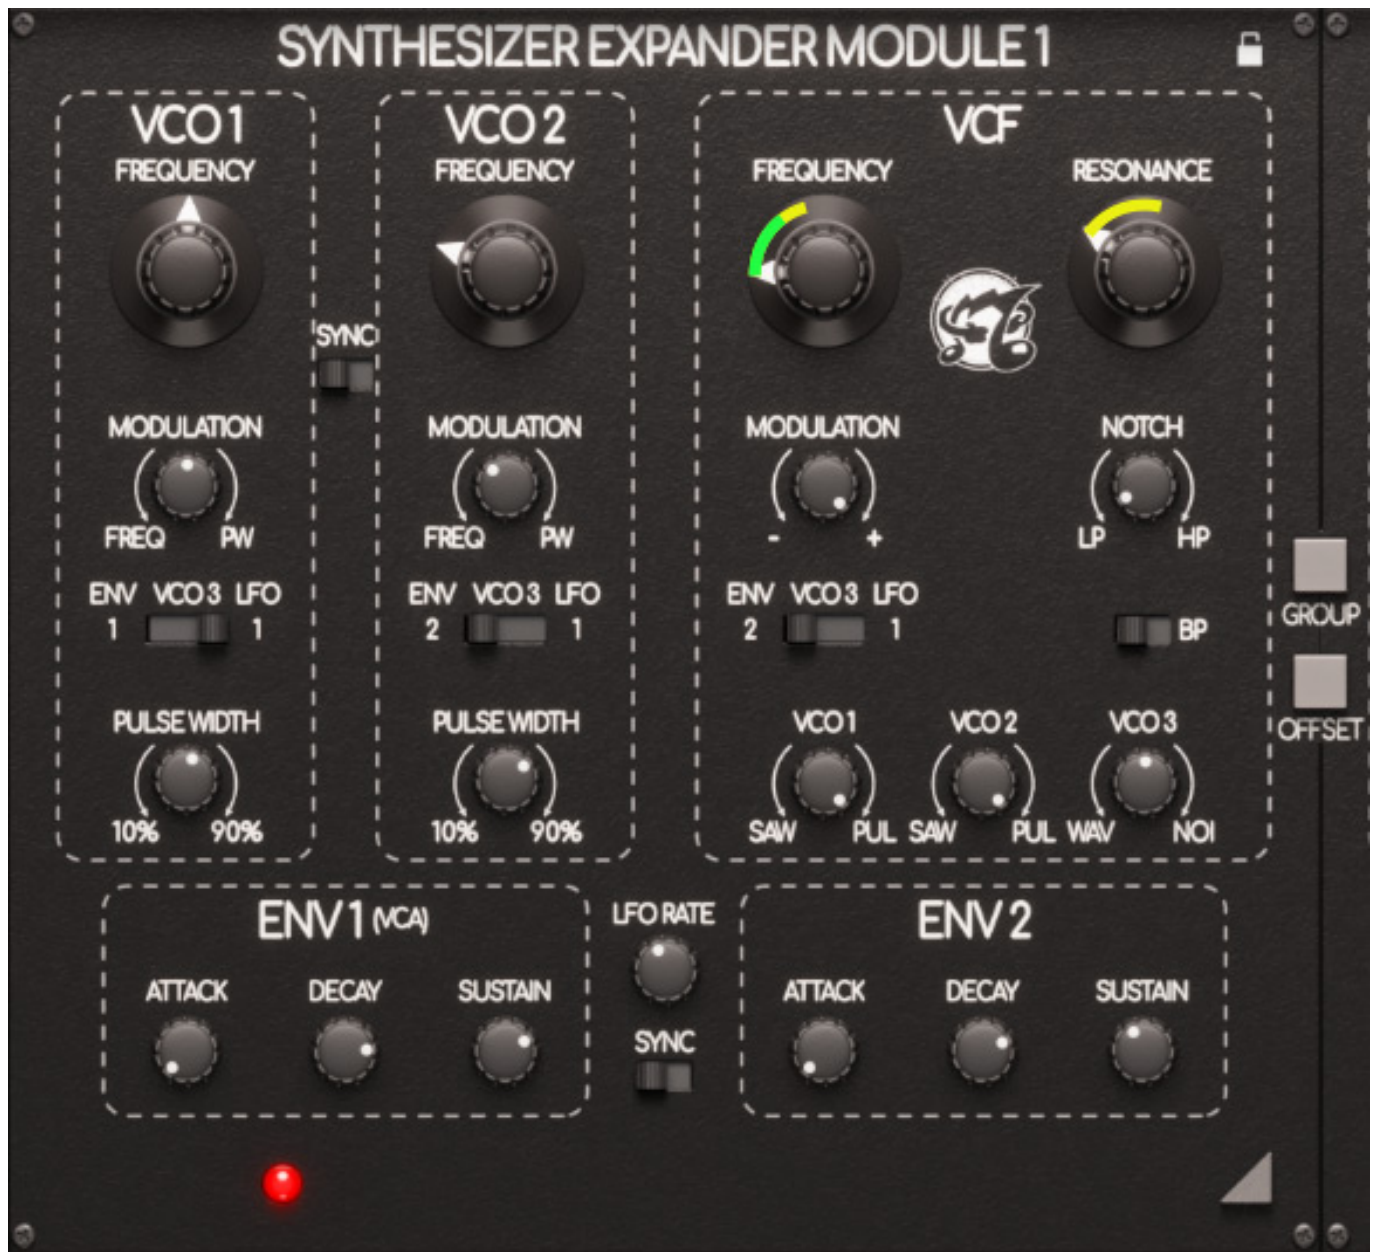 SYNTHESIZER EXPANDER MODULE 1
VCO 1
FREQUENCY
MODULATION
FREQ PW
ENV VCO 3 LFO
1 1
PULSE WIDTH
10% 90%
SYNC
VCO 2
FREQUENCY
MODULATION
FREQ PW
ENV VCO 3 LFO
2 1
PULSE WIDTH
10% 90%
VCF
FREQUENCY RESONANCE
MODULATION NOTCH
- + LP HP
ENV VCO 3 LFO
2 1 BP
VCO 1 VCO 2 VCO 3
SAW PUL SAW PUL WAV NOI
GROUP
OFFSET
ENV 1 (VCA)
ATTACK DECAY SUSTAIN
LFO RATE
SYNC
ENV 2
ATTACK DECAY SUSTAIN